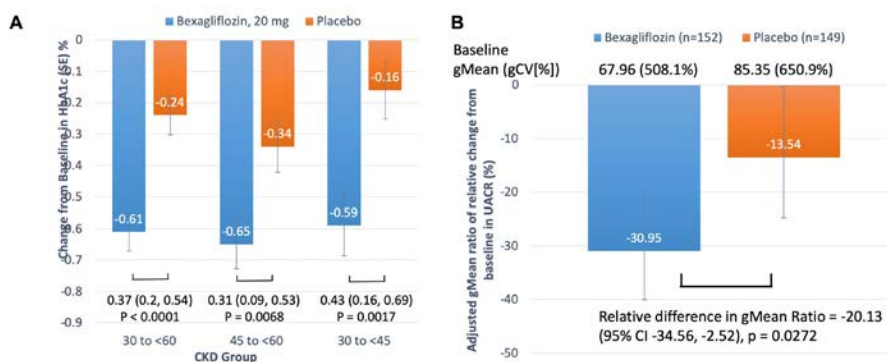 A
Bexagliflozin, 20 mg Placebo
Change from Baseline in HbA1c (SE) %
0
-0.1
-0.2
-0.3
-0.4
-0.5
-0.6
-0.7
-0.8
-0.9
-0.61
-0.24
-0.65
-0.34
-0.59
-0.16
0.37 (0.2, 0.54) 0.31 (0.09, 0.53) 0.43 (0.16, 0.69)
P < 0.0001 P = 0.0068 P = 0.0017
30 to <60 45 to <60 30 to <45
CKD Group
B
Bexagliflozin (n=152) Placebo (n=149)
Baseline
gMean (gCV[%]) 67.96 (508.1%) 85.35 (650.9%)
Adjusted gMean ratio of relative change from
baseline in UACR (%)
0
-10
-20
-30
-40
-50
-30.95
-13.54
Relative difference in gMean Ratio = -20.13
(95% CI -34.56, -2.52), p = 0.0272